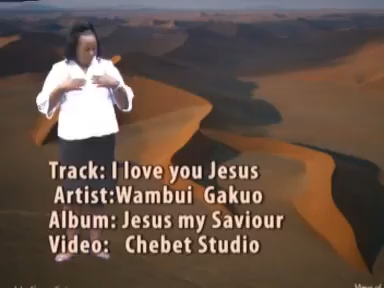 Track: I love you Jesus
Artist:Wambui Gakuo
Album: Jesus my Saviour
Video: Chebet Studio